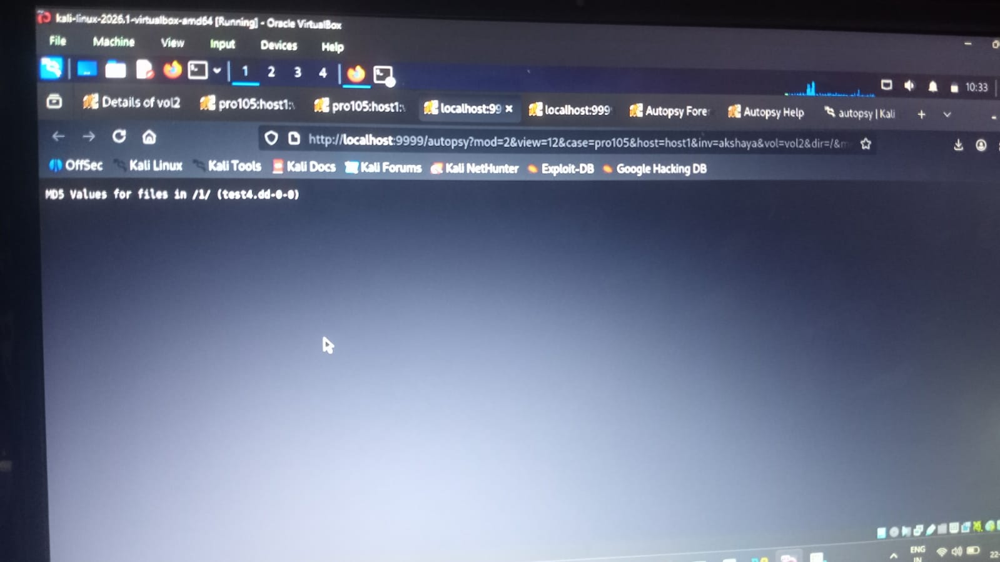 kali-linux-2026.1-virtualbox-amd64 [Running] - Oracle VirtualBox
File Machine View Input Devices Help
1 2 3 4
10:33
Details of vol2 pro105:host1: pro105:host1: localhost:99 localhost:999 Autopsy Fore Autopsy Help autopsy | Kali
http://localhost:9999/autopsy?mod=2&view=12&case=pro105&host=host1&inv=akshaya&vol=vol2&dir=/&m
OffSec Kali Linux Kali Tools Kali Docs Kali Forums Kali NetHunter Exploit-DB Google Hacking DB
MD5 Values for files in /1/ (test4.dd-0-0)
ENG
IN
22-